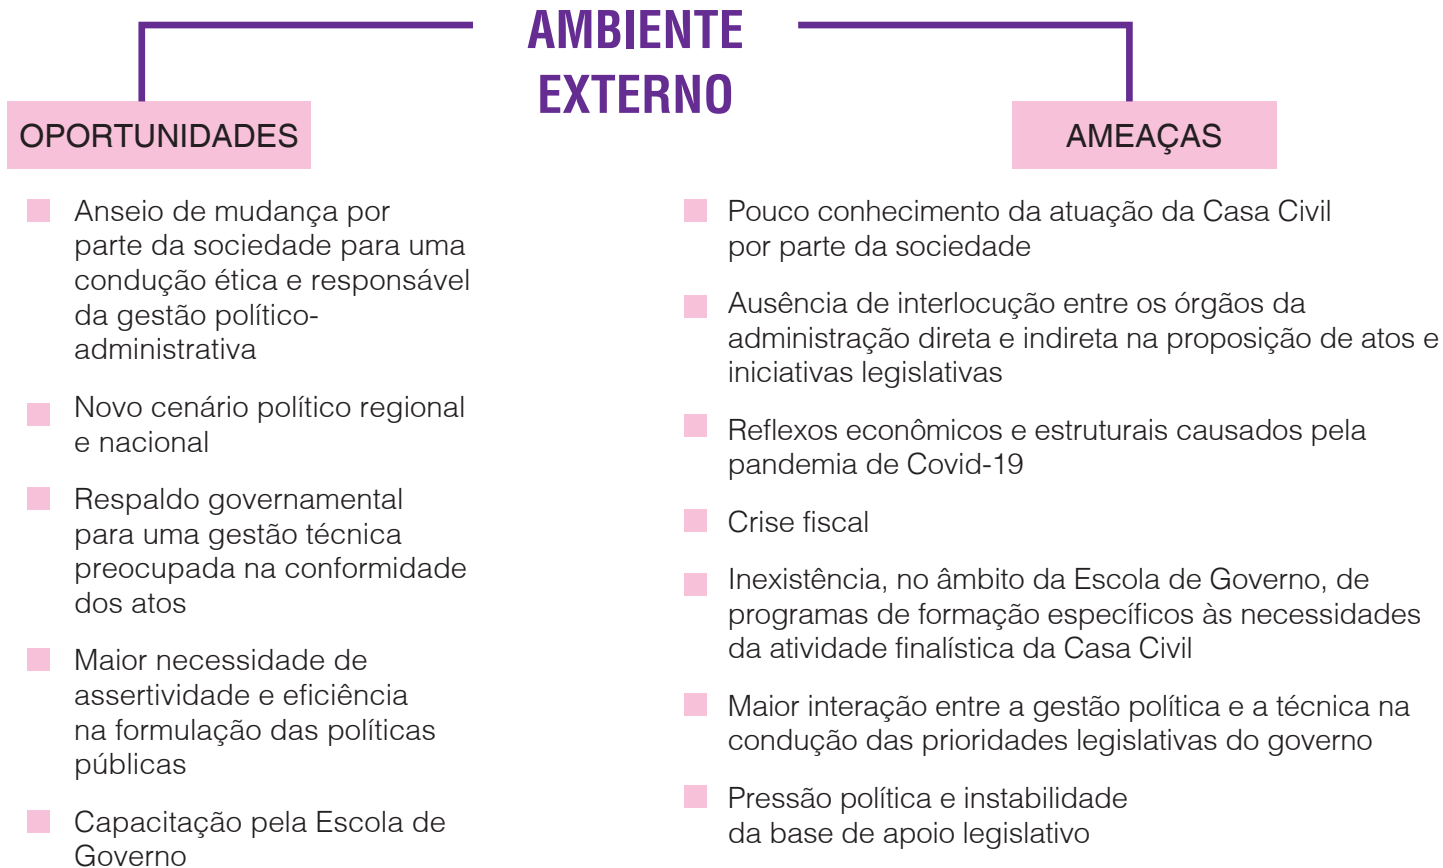 AMBIENTE
EXTERNO
OPORTUNIDADES
Anseio de mudança por
parte da sociedade para uma
condução ética e responsável
da gestão político-
administrativa
Novo cenário político regional
e nacional
Respaldo governamental
para uma gestão técnica
preocupada na conformidade
dos atos
Maior necessidade de
assertividade e eficiência
na formulação das políticas
públicas
Capacitação pela Escola de
Governo
AMEAÇAS
Pouco conhecimento da atuação da Casa Civil
por parte da sociedade
Ausência de interlocução entre os órgãos da
administração direta e indireta na proposição de atos e
iniciativas legislativas
Reflexos econômicos e estruturais causados pela
pandemia de Covid-19
Crise fiscal
Inexistência, no âmbito da Escola de Governo, de
programas de formação específicos às necessidades
da atividade finalística da Casa Civil
Maior interação entre a gestão política e a técnica na
condução das prioridades legislativas do governo
Pressão política e instabilidade
da base de apoio legislativo